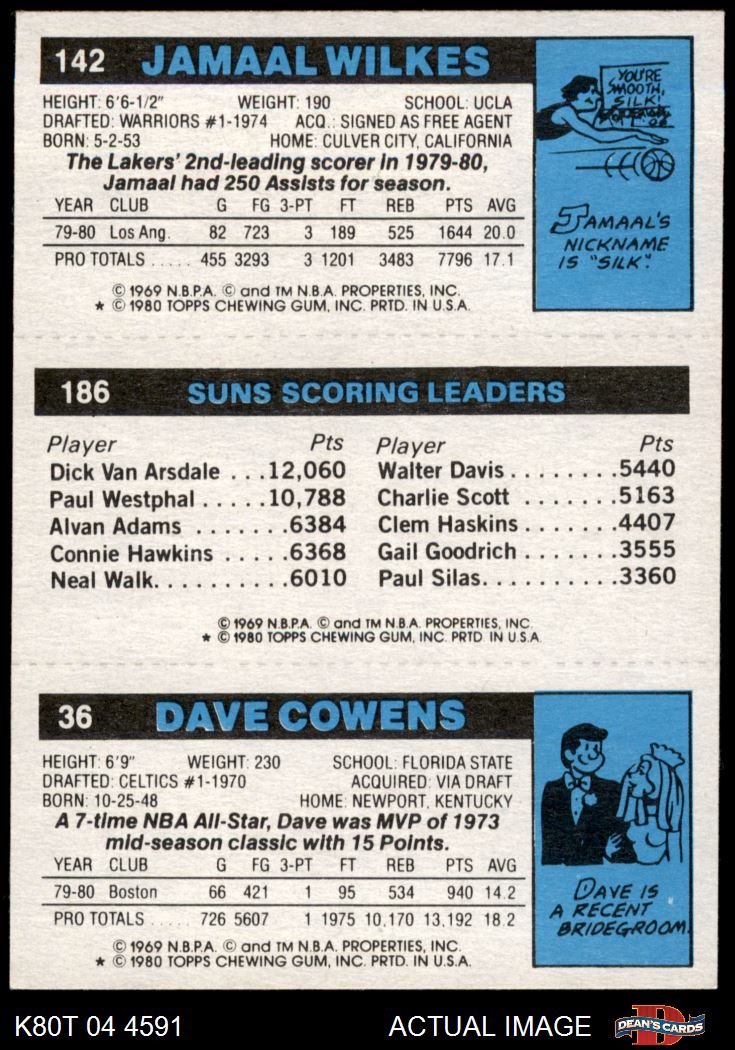 142 JAMAAL WILKES
HEIGHT: 6'6-1/2" WEIGHT: 190 SCHOOL: UCLA
DRAFTED: WARRIORS #1-1974 ACQ.: SIGNED AS FREE AGENT
BORN: 5-2-53 HOME: CULVER CITY, CALIFORNIA
The Lakers' 2nd-leading scorer in 1979-80,
Jamaal had 250 Assists for season.
YEAR CLUB G FG 3-PT FT REB PTS AVG
79-80 Los Ang. 82 723 3 189 525 1644 20.0
PRO TOTALS ..... 455 3293 3 1201 3483 7796 17.1
© 1969 N.B.P.A. © and TM N.B.A. PROPERTIES, INC.
★ © 1980 TOPPS CHEWING GUM, INC. PRTD. IN U.S.A.
YOU'RE
SMOOTH,
SILK!
JAMAAL'S
NICKNAME
IS "SILK".
186 SUNS SCORING LEADERS
Player Pts Player Pts
Dick Van Arsdale ...12,060 Walter Davis ........5440
Paul Westphal .....10,788 Charlie Scott .......5163
Alvan Adams .......6384 Clem Haskins .......4407
Connie Hawkins .....6368 Gail Goodrich .......3555
Neal Walk..........6010 Paul Silas..........3360
© 1969 N.B.P.A. © and TM N.B.A. PROPERTIES, INC.
★ © 1980 TOPPS CHEWING GUM, INC. PRTD IN U.S.A.
36 DAVE COWENS
HEIGHT: 6'9" WEIGHT: 230 SCHOOL: FLORIDA STATE
DRAFTED: CELTICS #1-1970 ACQUIRED: VIA DRAFT
BORN: 10-25-48 HOME: NEWPORT, KENTUCKY
A 7-time NBA All-Star, Dave was MVP of 1973
mid-season classic with 15 Points.
YEAR CLUB G FG 3-PT FT REB PTS AVG
79-80 Boston 66 421 1 95 534 940 14.2
PRO TOTALS ..... 726 5607 1 1975 10,170 13,192 18.2
© 1969 N.B.P.A. © and TM N.B.A. PROPERTIES, INC.
★ © 1980 TOPPS CHEWING GUM, INC. PRTD. IN U.S.A.
DAVE IS
A RECENT
BRIDEGROOM.
K80T 04 4591 ACTUAL IMAGE DEAN'S CARDS